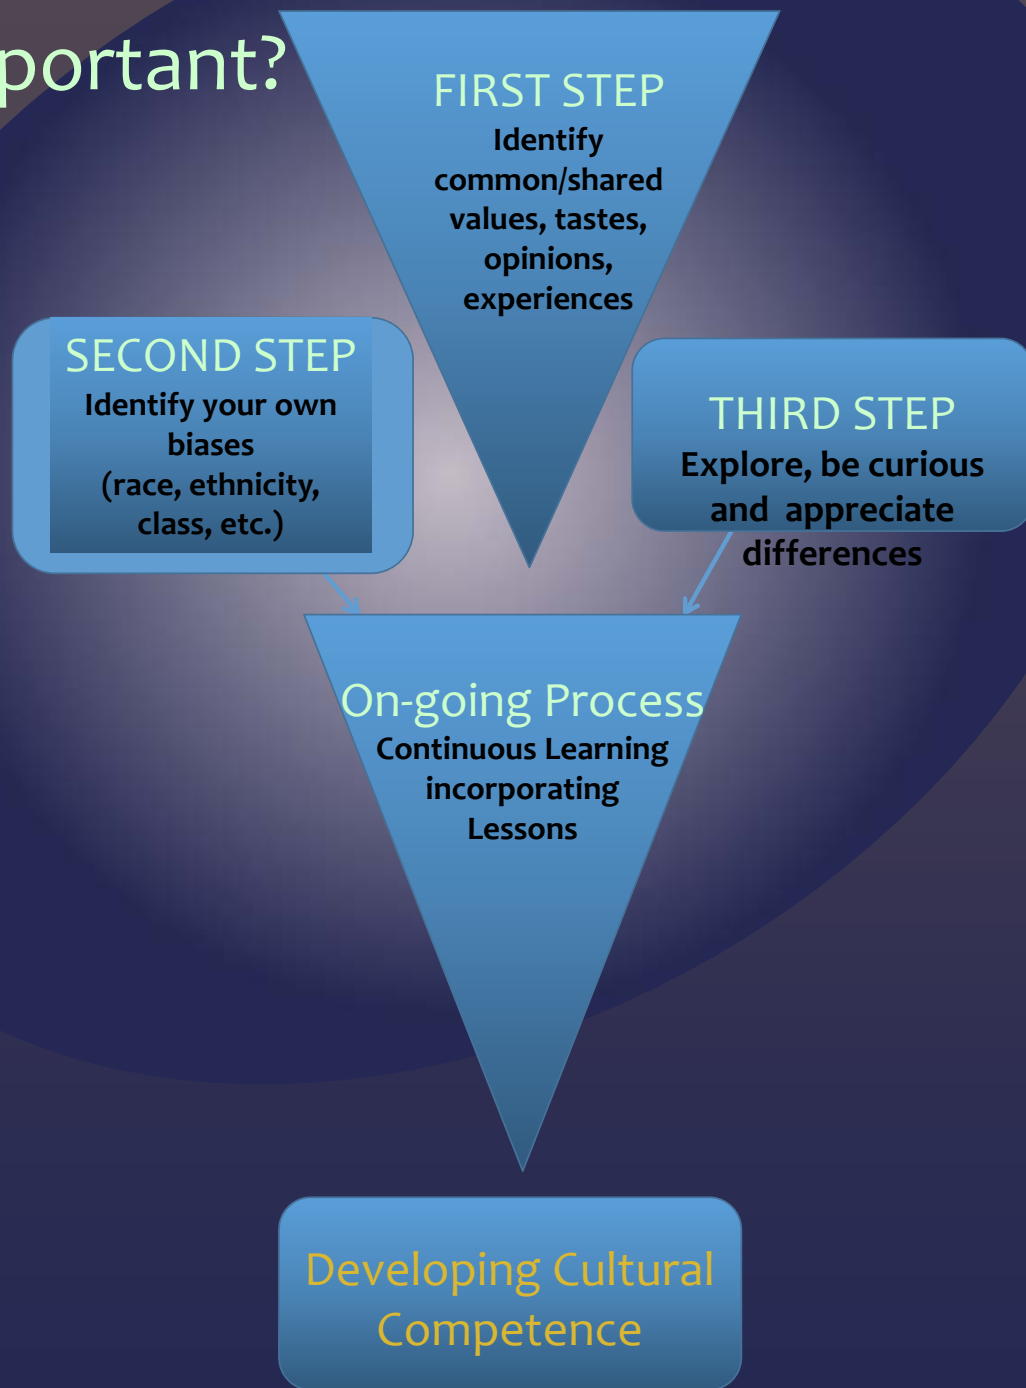 portant?
FIRST STEP
Identify
common/shared
values, tastes,
opinions,
experiences
SECOND STEP
Identify your own
biases
(race, ethnicity,
class, etc.)
THIRD STEP
Explore, be curious
and appreciate
differences
On-going Process
Continuous Learning
incorporating
Lessons
Developing Cultural
Competence